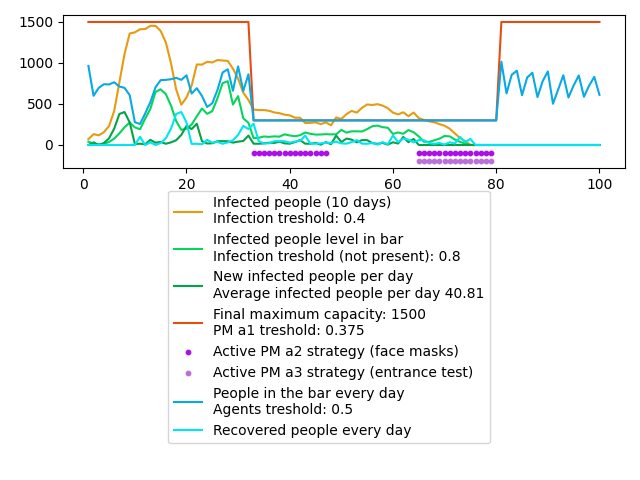 1500
1000
500
0
0 20 40 60 80 100
Infected people (10 days)
Infection treshold: 0.4
Infected people level in bar
Infection treshold (not present): 0.8
New infected people per day
Average infected people per day 40.81
Final maximum capacity: 1500
PM a1 treshold: 0.375
Active PM a2 strategy (face masks)
Active PM a3 strategy (entrance test)
People in the bar every day
Agents treshold: 0.5
Recovered people every day